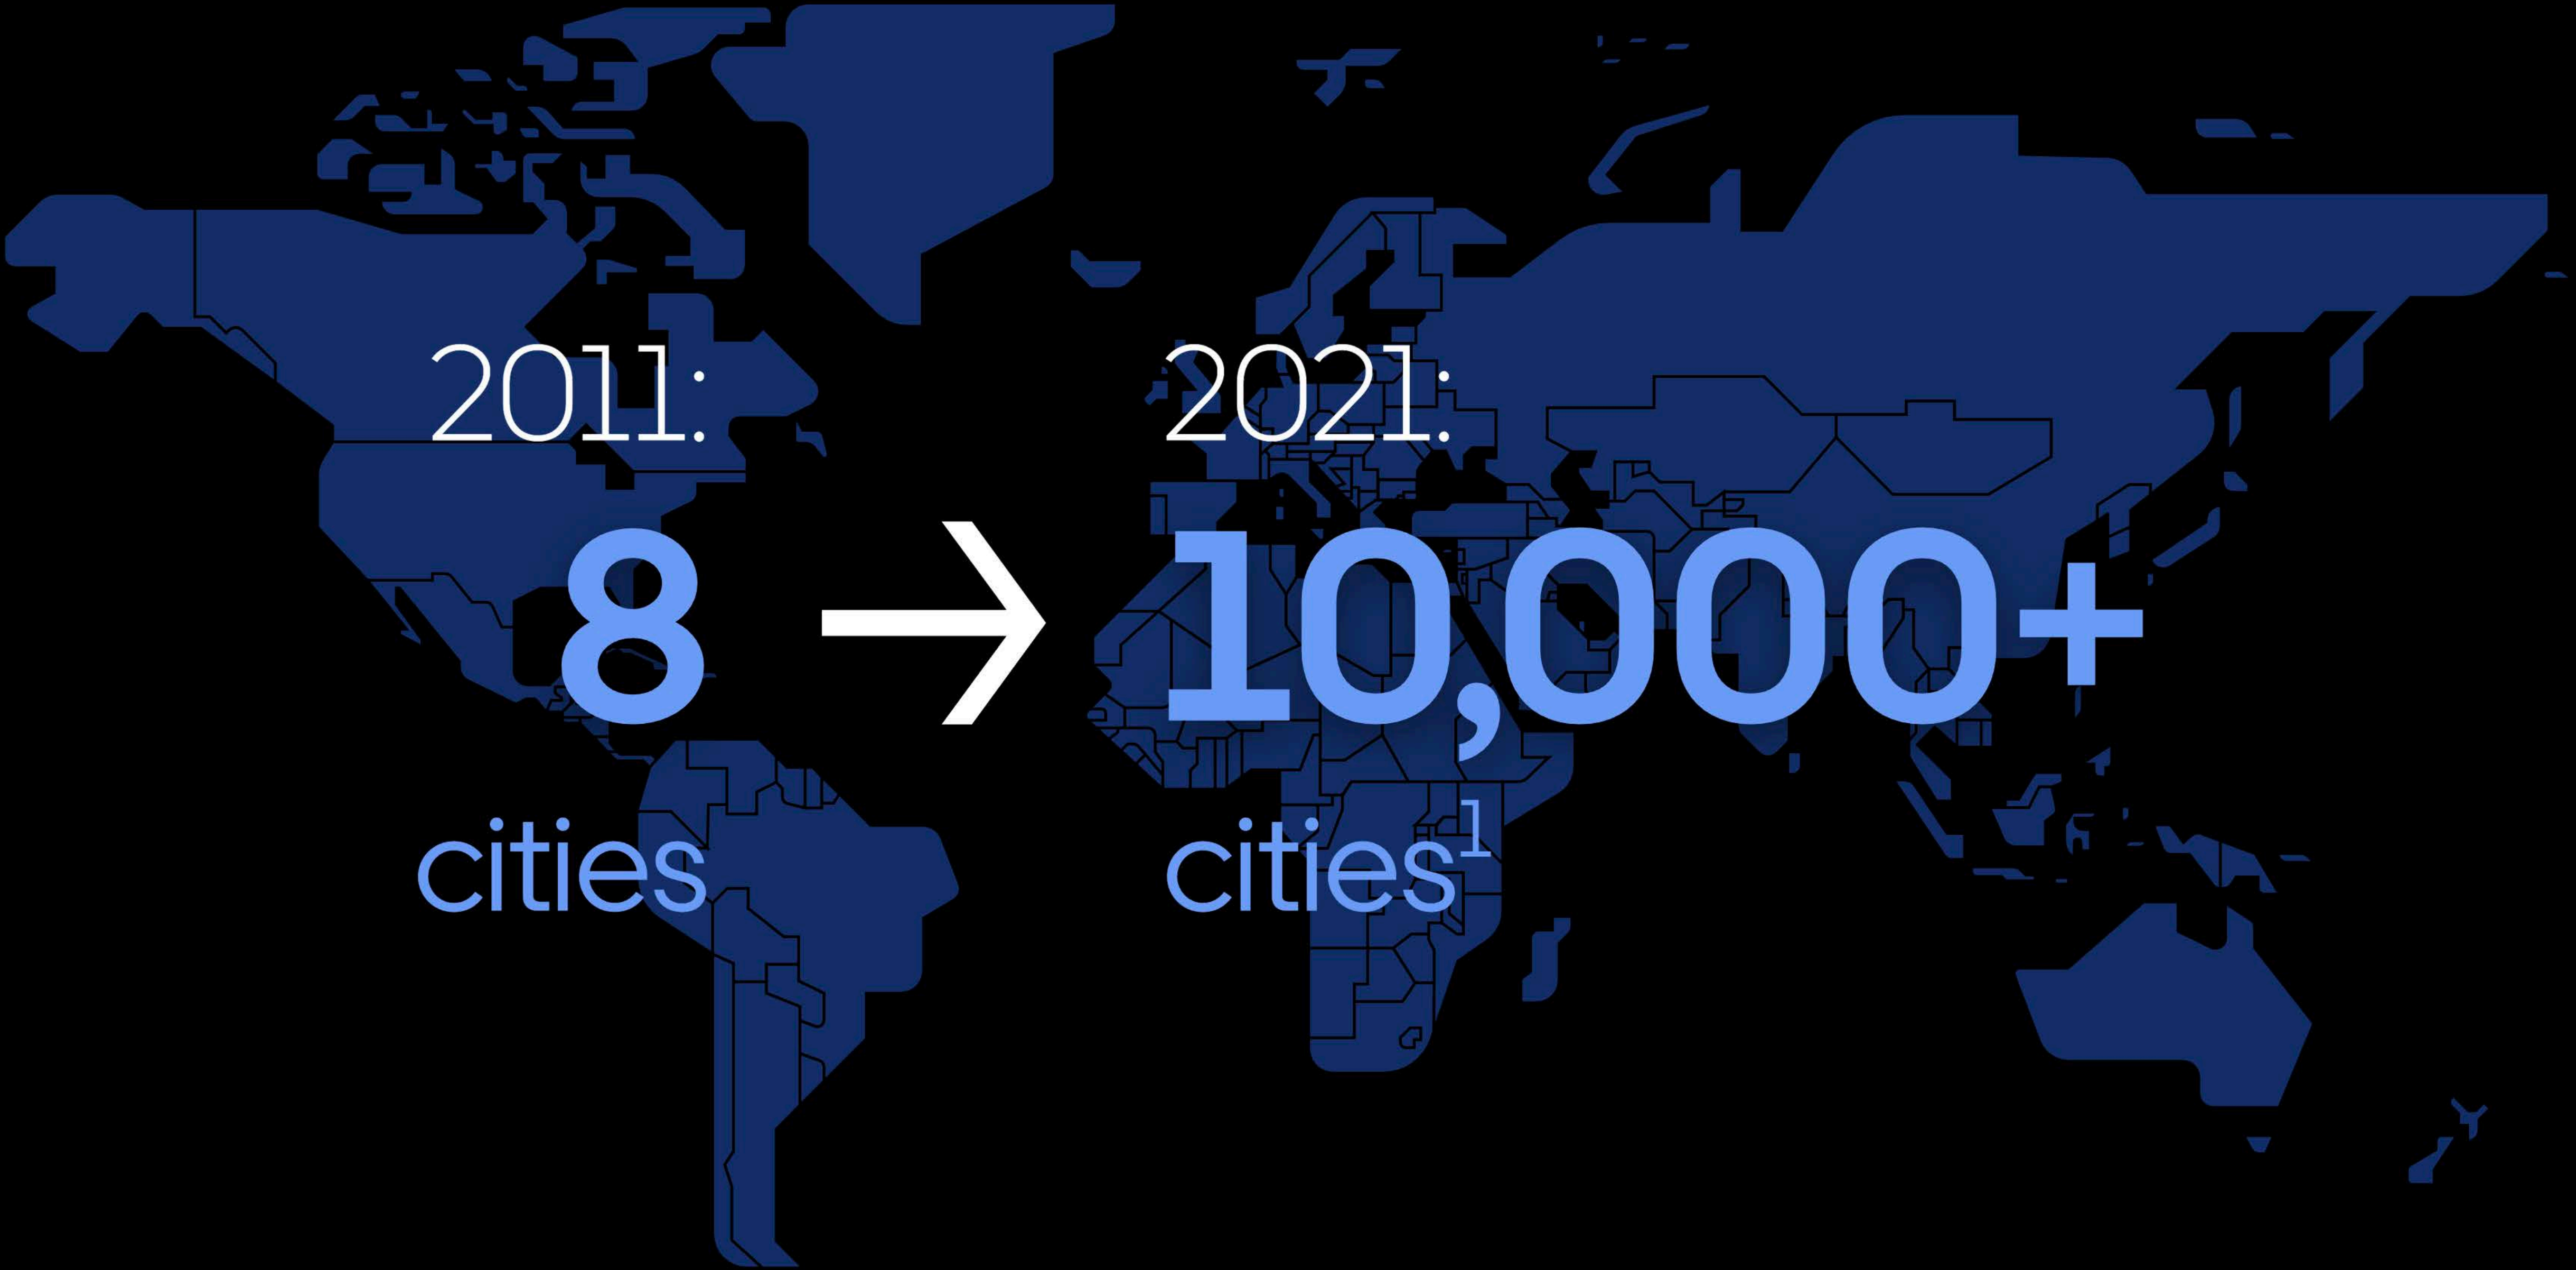 2011:
8
cities
→
2021:
10,000+
cities¹